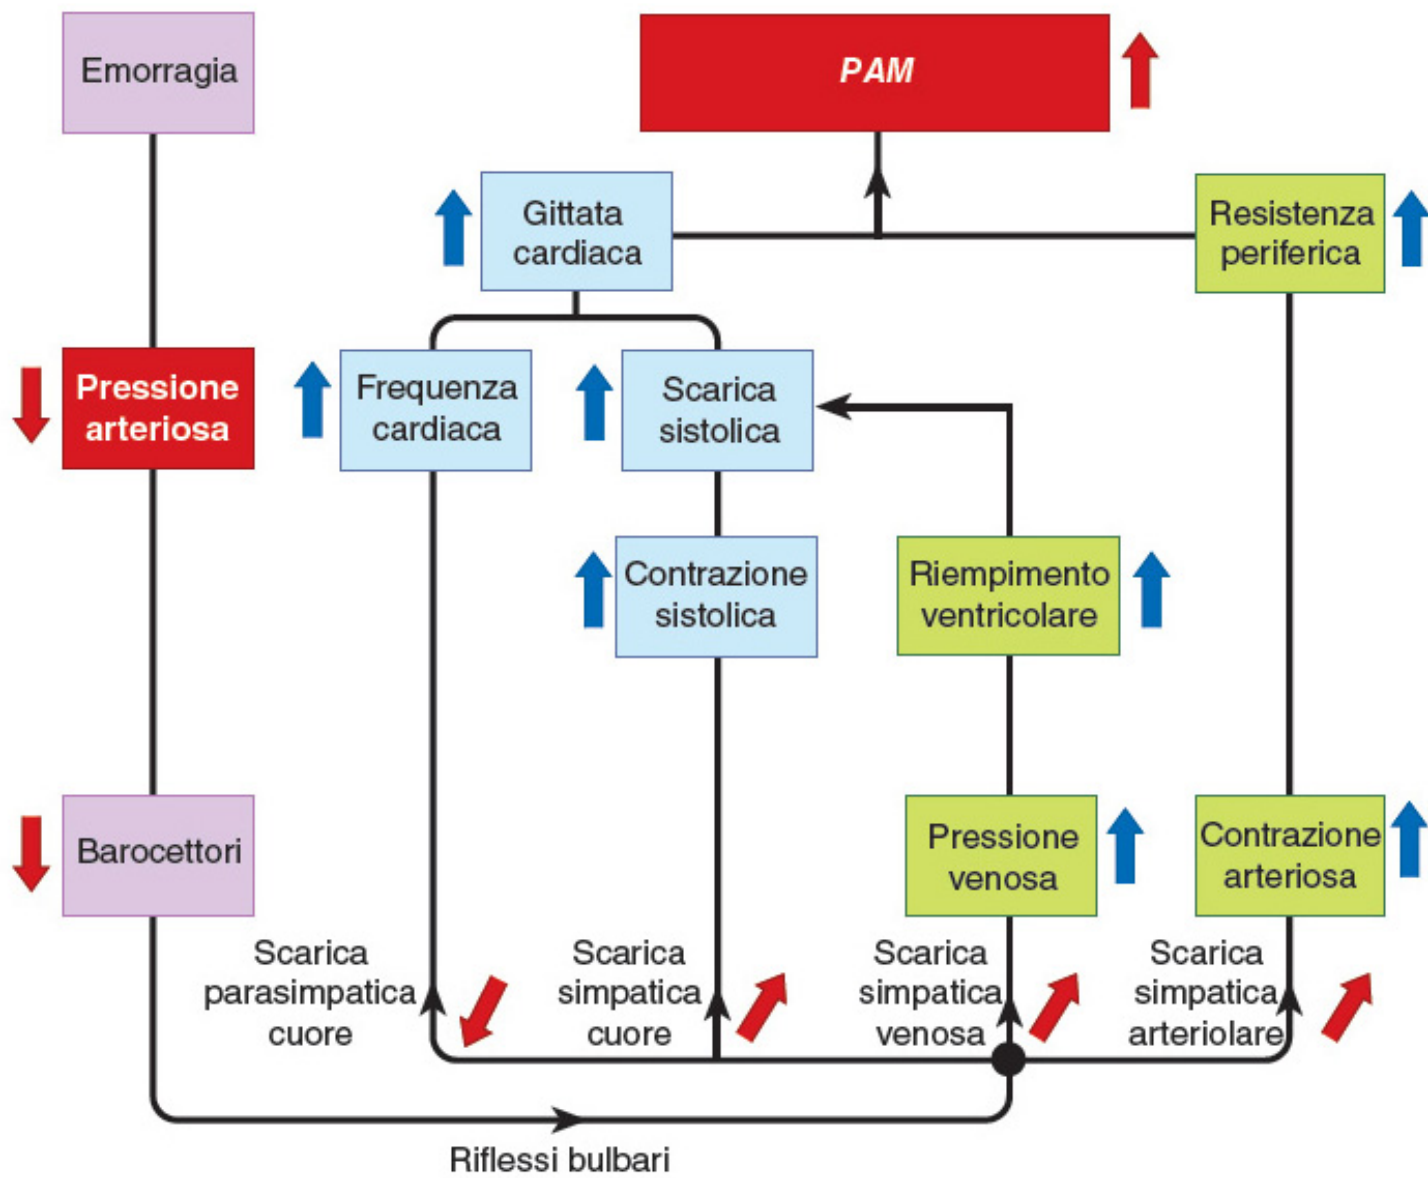 Emorragia
PAM
Gittata
cardiaca
Resistenza
periferica
Pressione
arteriosa
Frequenza
cardiaca
Scarica
sistolica
Contrazione
sistolica
Riempimento
ventricolare
Barocettori
Pressione
venosa
Contrazione
arteriosa
Scarica
parasimpatica
cuore
Scarica
simpatica
cuore
Scarica
simpatica
venosa
Scarica
simpatica
arteriolare
Riflessi bulbari